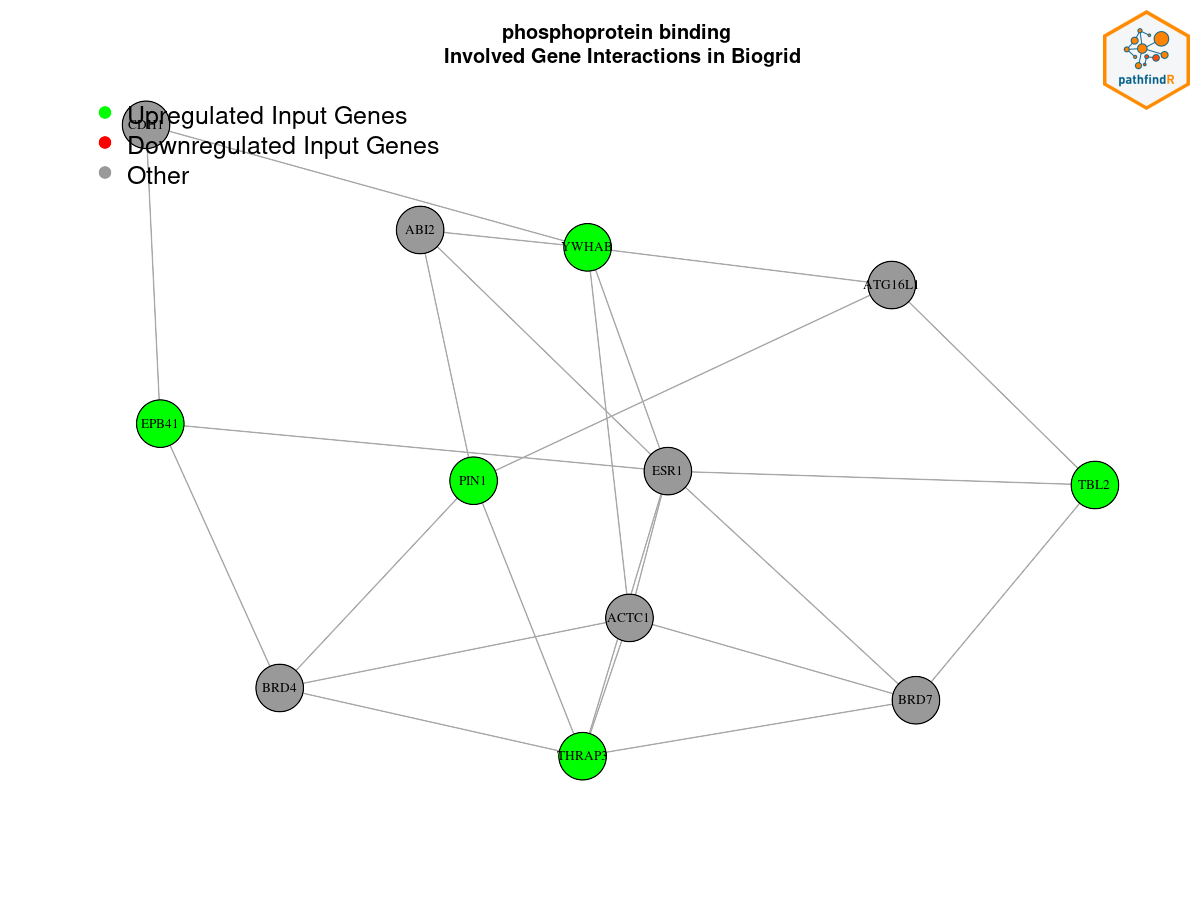 phosphoprotein binding
Involved Gene Interactions in Biogrid
pathfindR
Upregulated Input Genes
CDH1
Downregulated Input Genes
Other
ABI2
YWHAB
ATG16L1
EPB41
PIN1
ESR1
TBL2
ACTC1
BRD4
BRD7
THRAP3